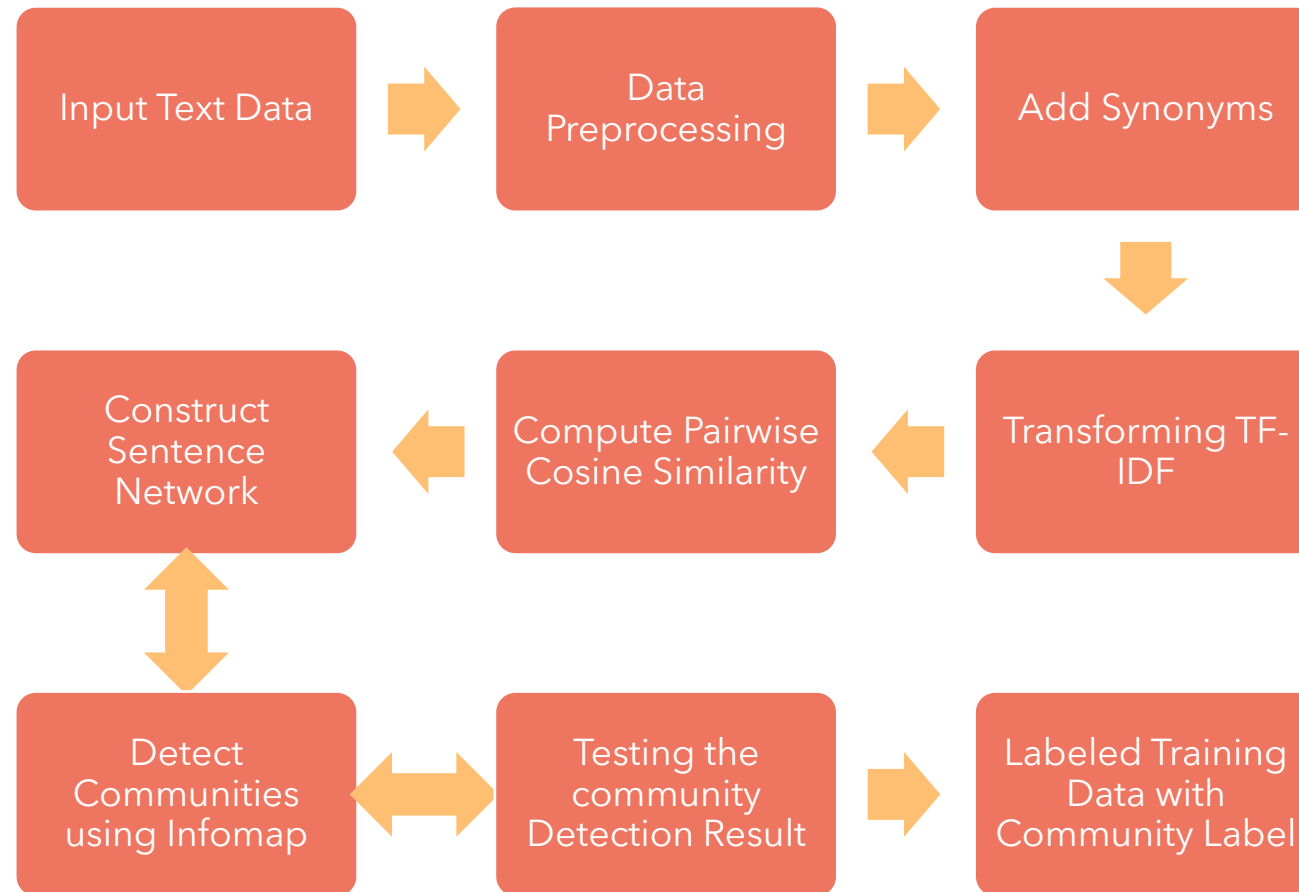 Input Text Data
Data
Preprocessing
Add Synonyms
Construct
Sentence
Network
Compute Pairwise
Cosine Similarity
Transforming TF-
IDF
Detect
Communities
using Infomap
Testing the
community
Detection Result
Labeled Training
Data with
Community Label